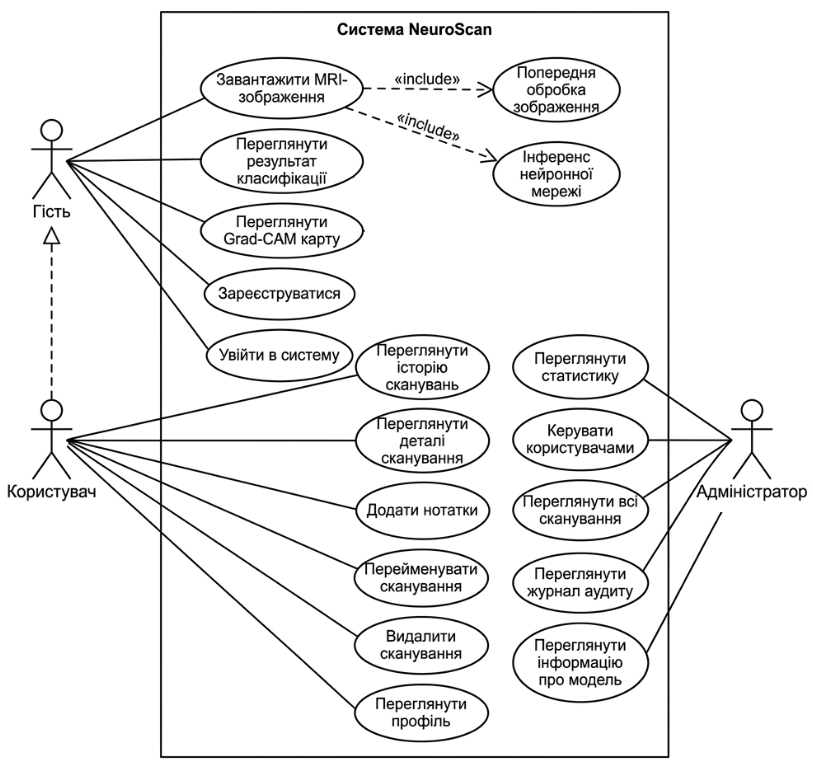 Система NeuroScan
Завантажити MRI-
зображення
«include»
Попередня
обробка
зображення
«include»
Переглянути
результат
класифікації
Інференс
нейронної
мережі
Гість
Переглянути
Grad-CAM карту
Зареєструватися
Увійти в систему
Переглянути
історію
сканувань
Переглянути
статистику
Переглянути
деталі
сканування
Керувати
користувачами
Користувач
Адміністратор
Додати нотатки
Переглянути всі
сканування
Перейменувати
сканування
Переглянути
журнал аудиту
Видалити
сканування
Переглянути
інформацію
про модель
Переглянути
профіль